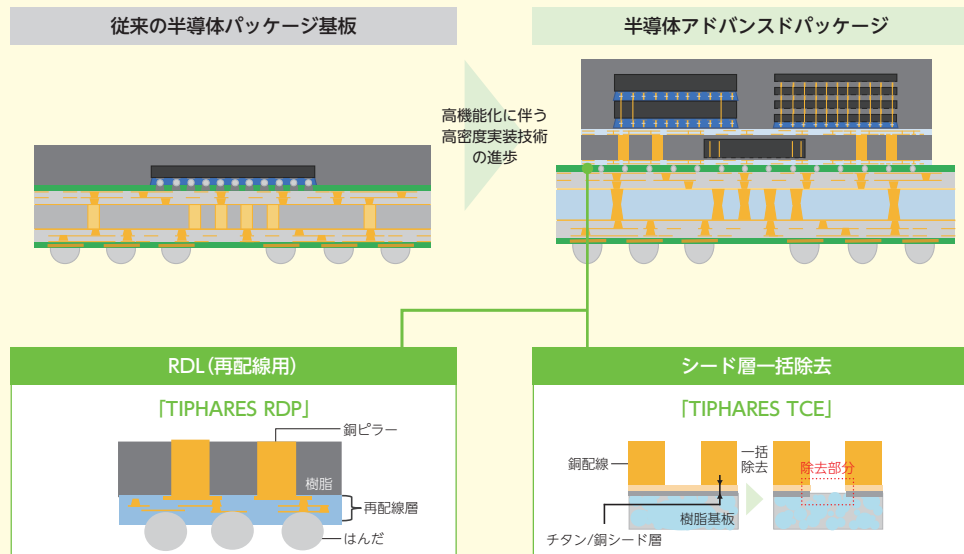 従来の半導体パッケージ基板
半導体アドバンスドパッケージ
高機能化に伴う
高密度実装技術
の進歩
RDL(再配線用)
「TIPHARES RDP」
銅ピラー
樹脂
再配線層
はんだ
シード層一括除去
「TIPHARES TCE」
銅配線
一括
除去
除去部分
樹脂基板
チタン/銅シード層